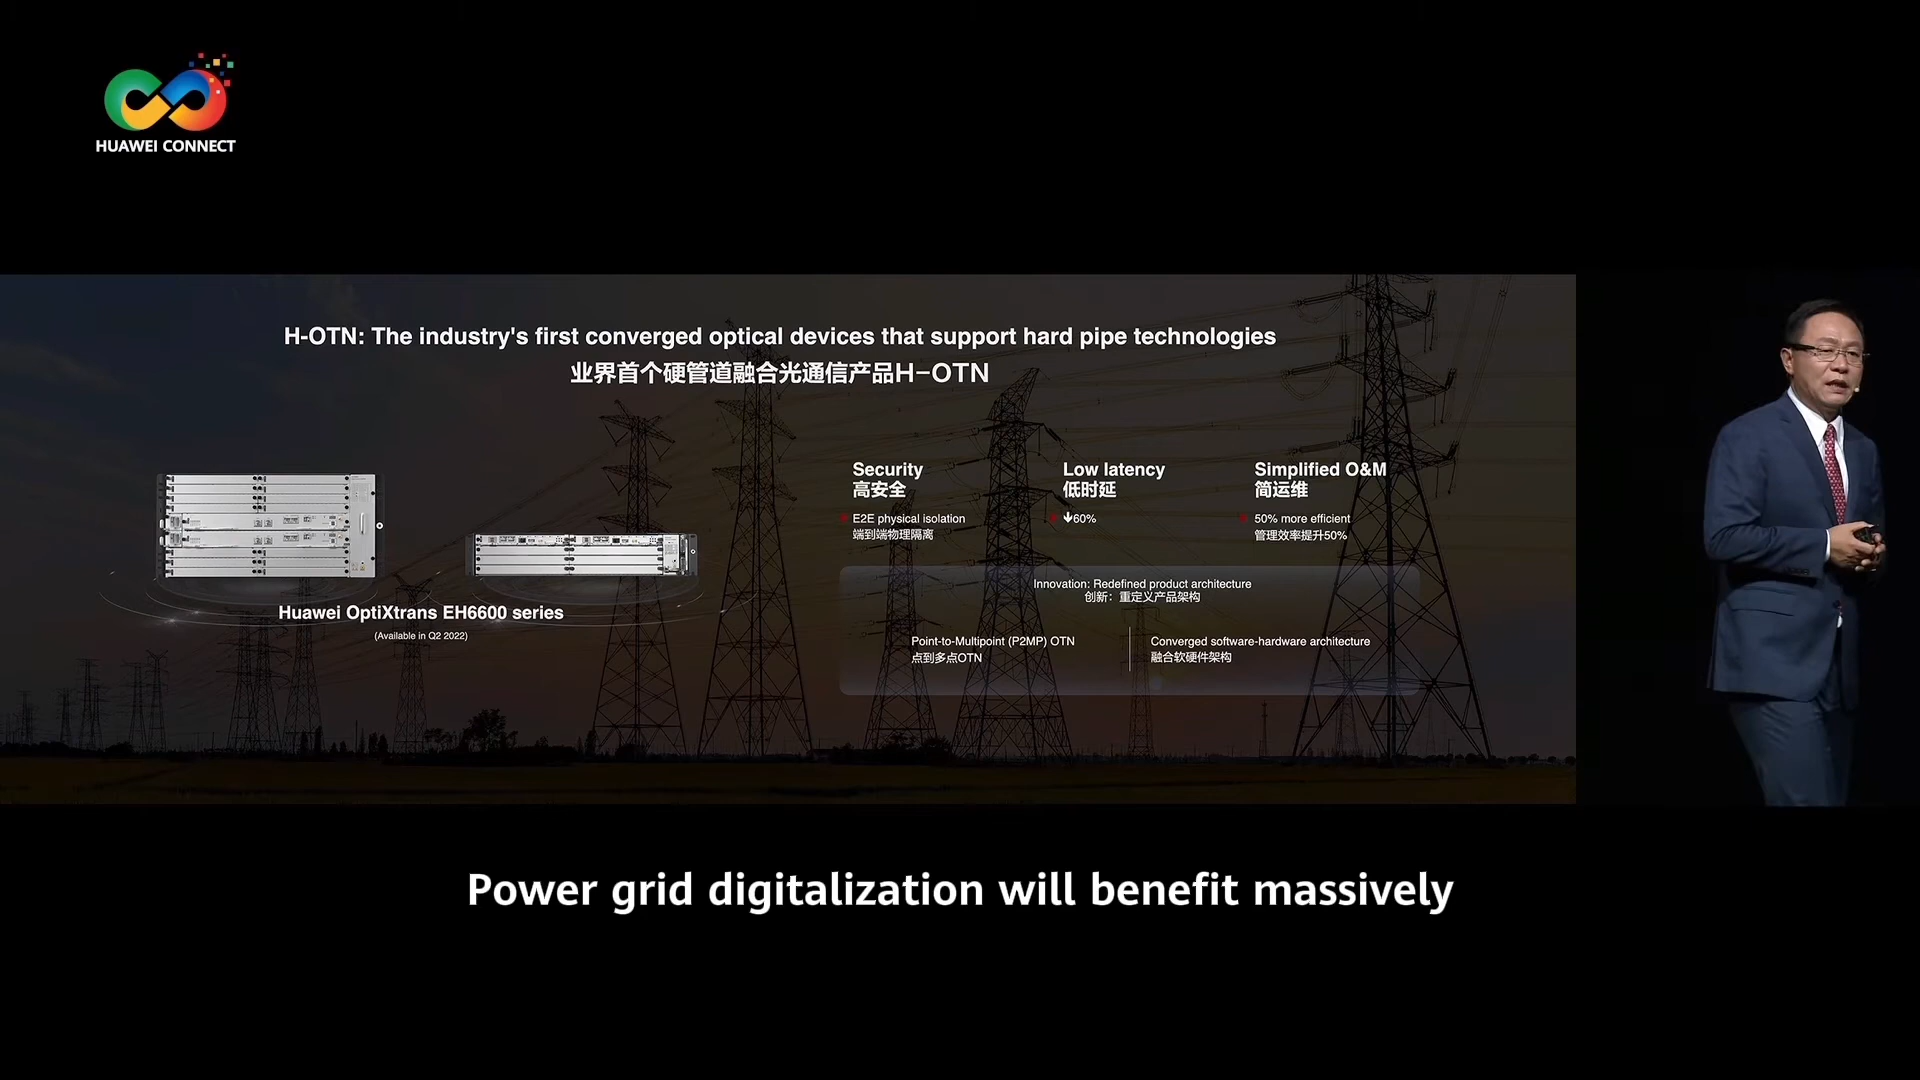 HUAWEI CONNECT
H-OTN: The industry's first converged optical devices that support hard pipe technologies
业界首个硬管道融合光通信产品H-OTN
Security
高安全
E2E physical isolation
端到端物理隔离
Low latency
低时延
↓60%
Simplified O&M
简运维
50% more efficient
管理效率提升50%
Huawei OptiXtrans EH6600 series
(Available in Q2 2022)
Innovation: Redefined product architecture
创新：重定义产品架构
Point-to-Multipoint (P2MP) OTN
点到多点OTN
Converged software-hardware architecture
融合软硬件架构
Power grid digitalization will benefit massively